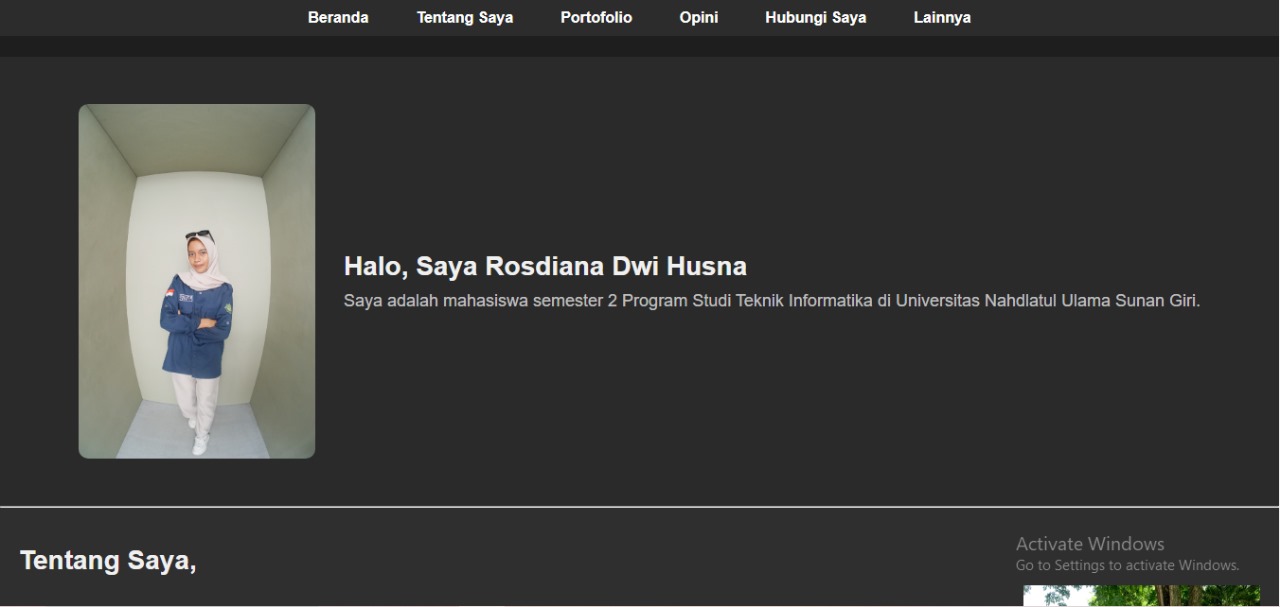 Beranda Tentang Saya Portofolio Opini Hubungi Saya Lainnya
Halo, Saya Rosdiana Dwi Husna
Saya adalah mahasiswa semester 2 Program Studi Teknik Informatika di Universitas Nahdlatul Ulama Sunan Giri.
Tentang Saya,
Activate Windows
Go to Settings to activate Windows.